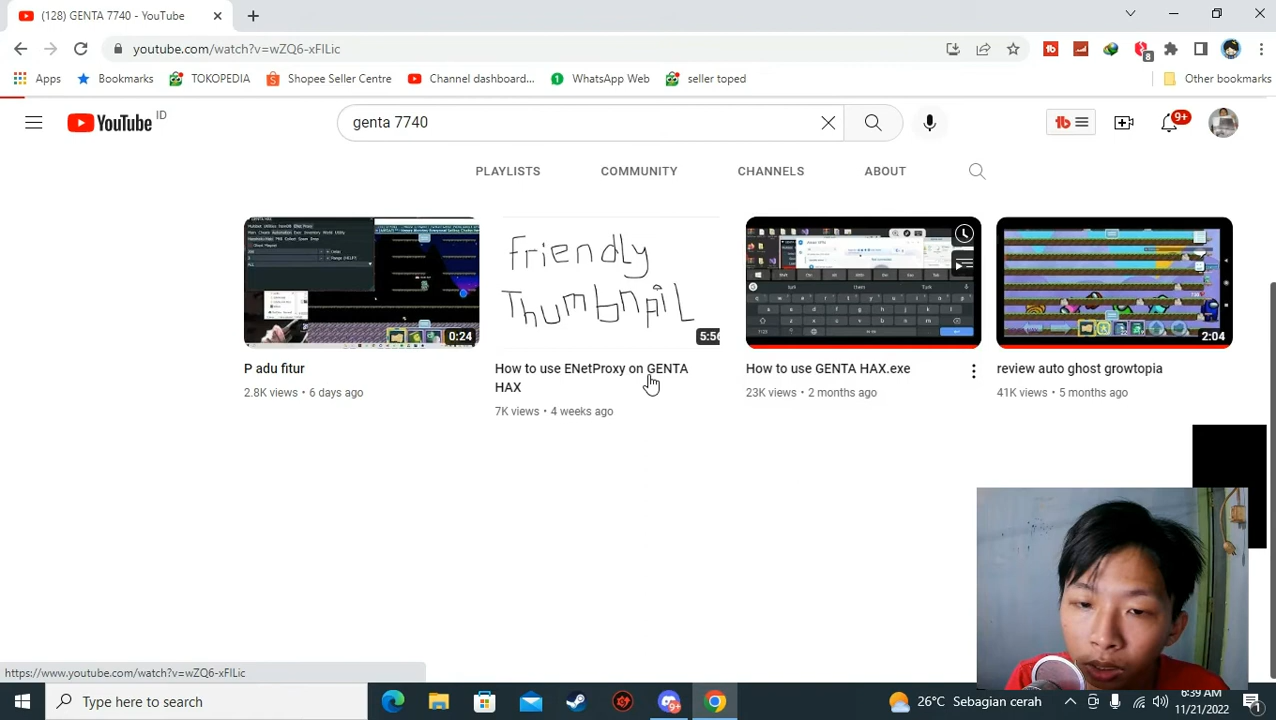 (128) GENTA 7740 - YouTube
youtube.com/watch?v=wZQ6-xFlLic
8
Apps
Bookmarks
TOKOPEDIA
Shopee Seller Centre
Channel dashboard...
WhatsApp Web
seller toped
Other bookmarks
YouTube ID
genta 7740
9+
PLAYLISTS
COMMUNITY
CHANNELS
ABOUT
Friendly
Thumbnail
0:24
5:56
2:04
P adu fitur
How to use ENetProxy on GENTA
HAX
How to use GENTA HAX.exe
review auto ghost growtopia
2.8K views • 6 days ago
7K views • 4 weeks ago
23K views • 2 months ago
41K views • 5 months ago
https://www.youtube.com/watch?v=wZQ6-xFlLic
Type here to search
26°C Sebagian cerah
:39 AM
11/21/2022